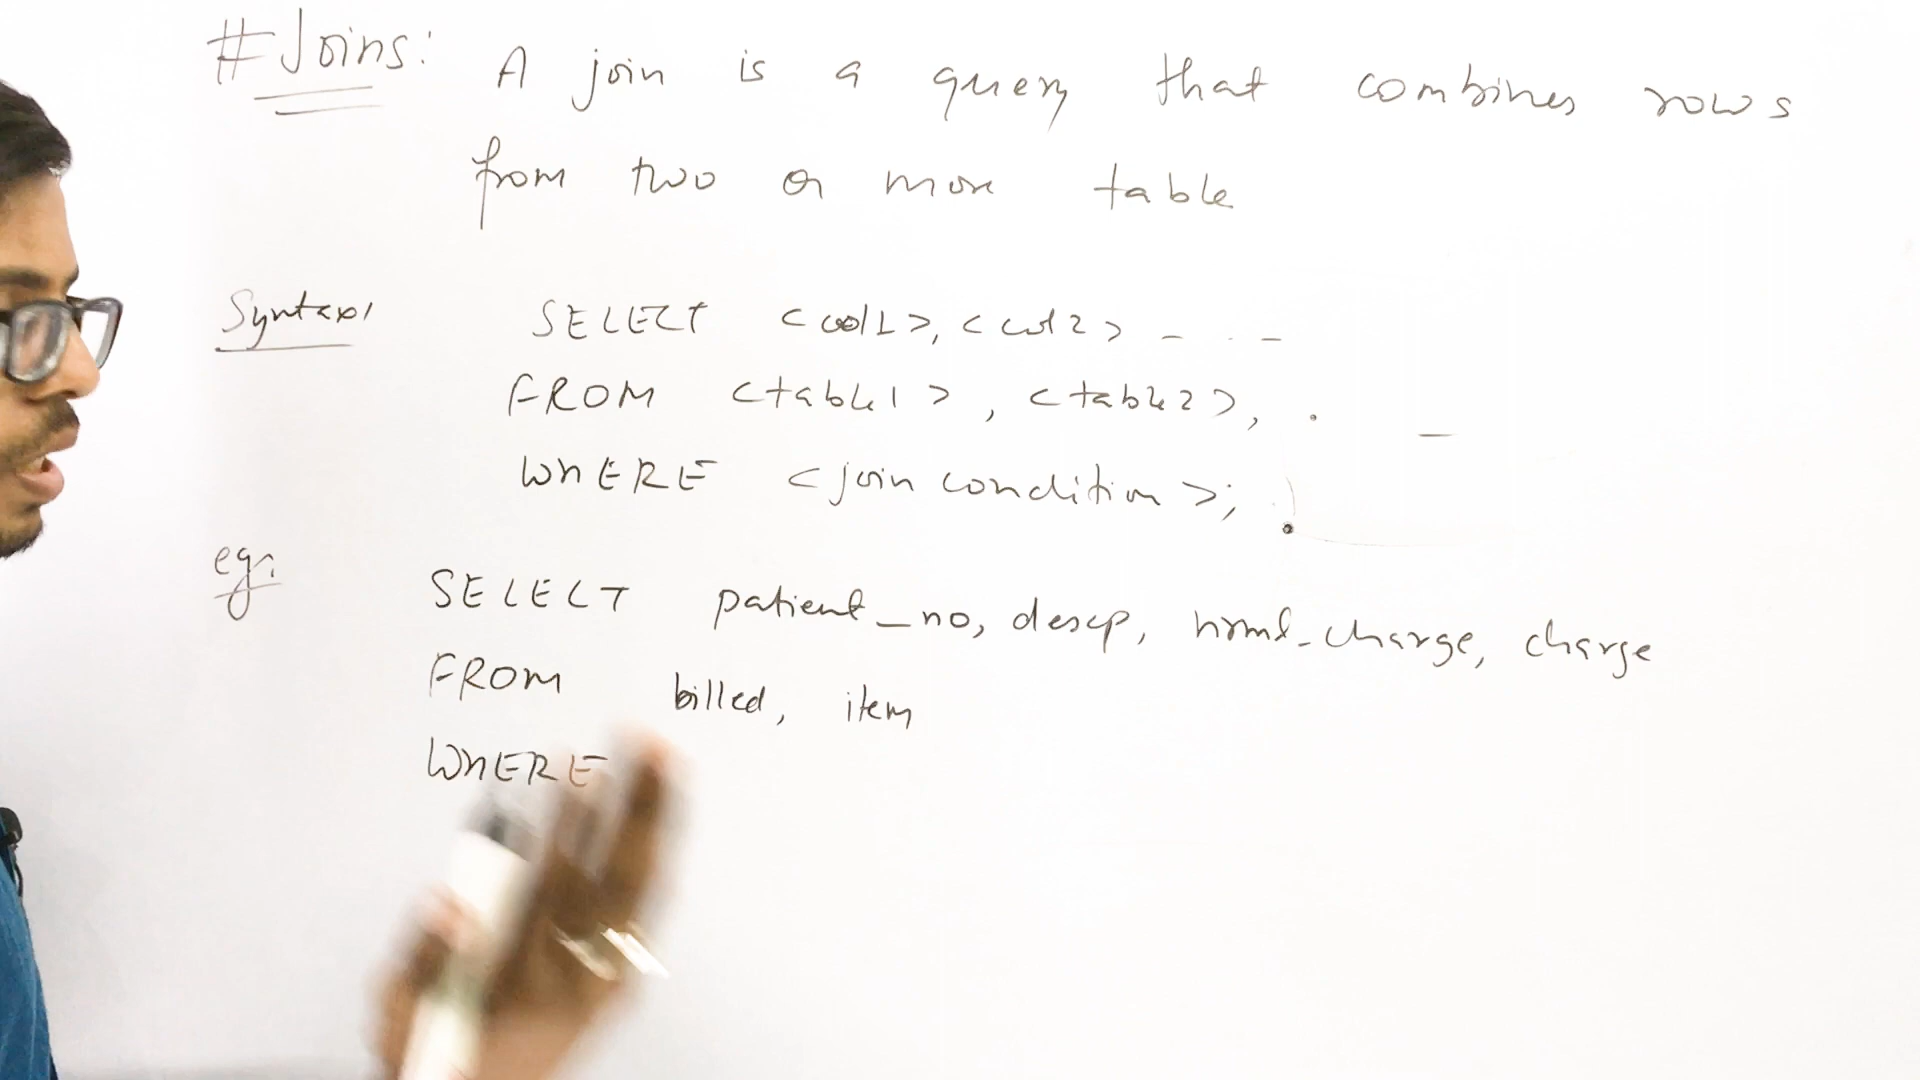 #Joins: A join is a query that combines rows
from two or more table
Syntax: SELECT <col1>, <col2> - - -
FROM <table1>, <table2>, . _
WHERE <join condition>;
eg: SELECT patient_no, descp, nrml_charge, charge
FROM billed, item
WHERE